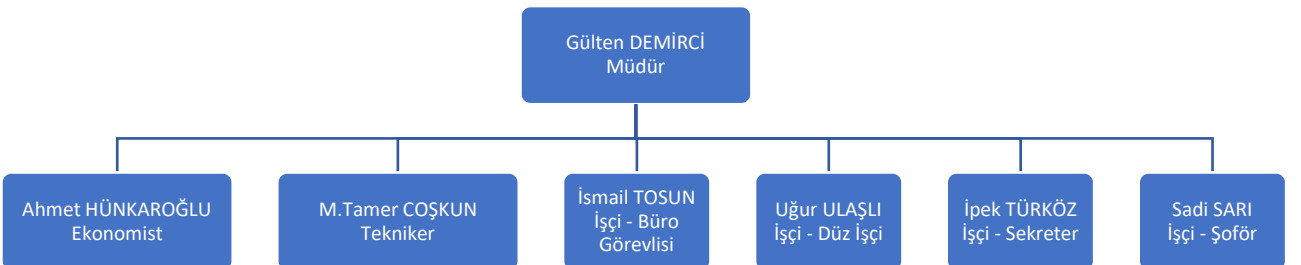 Gülten DEMİRCİ
Müdür
Ahmet HÜNKAROĞLU
Ekonomist
M.Tamer COŞKUN
Tekniker
İsmail TOSUN
İşçi - Büro
Görevlisi
Uğur ULAŞLI
İşçi - Düz İşçi
İpek TÜRKÖZ
İşçi - Sekreter
Sadi SARI
İşçi - Şoför